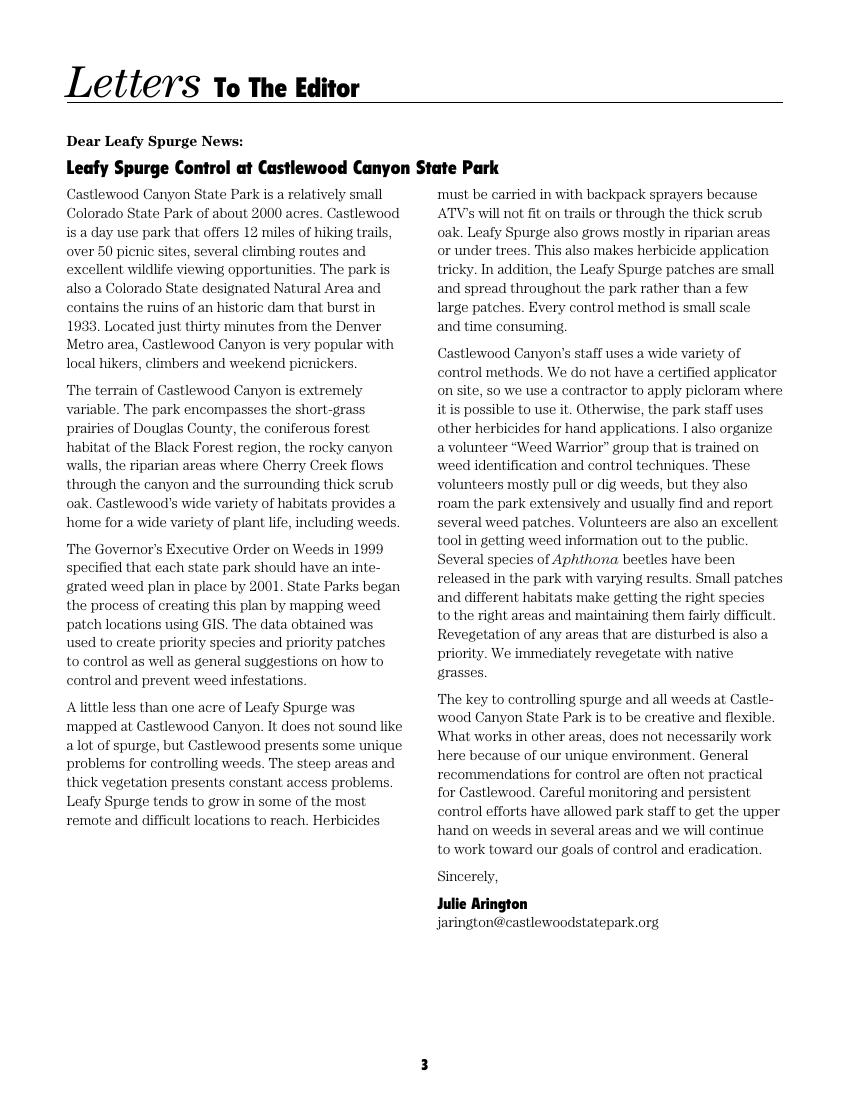 Letters To The Editor
Dear Leafy Spurge News:
Leafy Spurge Control at Castlewood Canyon State Park
Castlewood Canyon State Park is a relatively small
Colorado State Park of about 2000 acres. Castlewood
is a day use park that offers 12 miles of hiking trails,
over 50 picnic sites, several climbing routes and
excellent wildlife viewing opportunities. The park is
also a Colorado State designated Natural Area and
contains the ruins of an historic dam that burst in
1933. Located just thirty minutes from the Denver
Metro area, Castlewood Canyon is very popular with
local hikers, climbers and weekend picnickers.
The terrain of Castlewood Canyon is extremely
variable. The park encompasses the short-grass
prairies of Douglas County, the coniferous forest
habitat of the Black Forest region, the rocky canyon
walls, the riparian areas where Cherry Creek flows
through the canyon and the surrounding thick scrub
oak. Castlewood's wide variety of habitats provides a
home for a wide variety of plant life, including weeds.
The Governor's Executive Order on Weeds in 1999
specified that each state park should have an inte-
grated weed plan in place by 2001. State Parks began
the process of creating this plan by mapping weed
patch locations using GIS. The data obtained was
used to create priority species and priority patches
to control as well as general suggestions on how to
control and prevent weed infestations.
A little less than one acre of Leafy Spurge was
mapped at Castlewood Canyon. It does not sound like
a lot of spurge, but Castlewood presents some unique
problems for controlling weeds. The steep areas and
thick vegetation presents constant access problems.
Leafy Spurge tends to grow in some of the most
remote and difficult locations to reach. Herbicides
must be carried in with backpack sprayers because
ATV's will not fit on trails or through the thick scrub
oak. Leafy Spurge also grows mostly in riparian areas
or under trees. This also makes herbicide application
tricky. In addition, the Leafy Spurge patches are small
and spread throughout the park rather than a few
large patches. Every control method is small scale
and time consuming.
Castlewood Canyon's staff uses a wide variety of
control methods. We do not have a certified applicator
on site, so we use a contractor to apply picloram where
it is possible to use it. Otherwise, the park staff uses
other herbicides for hand applications. I also organize
a volunteer “Weed Warrior” group that is trained on
weed identification and control techniques. These
volunteers mostly pull or dig weeds, but they also
roam the park extensively and usually find and report
several weed patches. Volunteers are also an excellent
tool in getting weed information out to the public.
Several species of Aphthona beetles have been
released in the park with varying results. Small patches
and different habitats make getting the right species
to the right areas and maintaining them fairly difficult.
Revegetation of any areas that are disturbed is also a
priority. We immediately revegetate with native
grasses.
The key to controlling spurge and all weeds at Castle-
wood Canyon State Park is to be creative and flexible.
What works in other areas, does not necessarily work
here because of our unique environment. General
recommendations for control are often not practical
for Castlewood. Careful monitoring and persistent
control efforts have allowed park staff to get the upper
hand on weeds in several areas and we will continue
to work toward our goals of control and eradication.
Sincerely,
Julie Arington
jarington@castlewoodstatepark.org
3